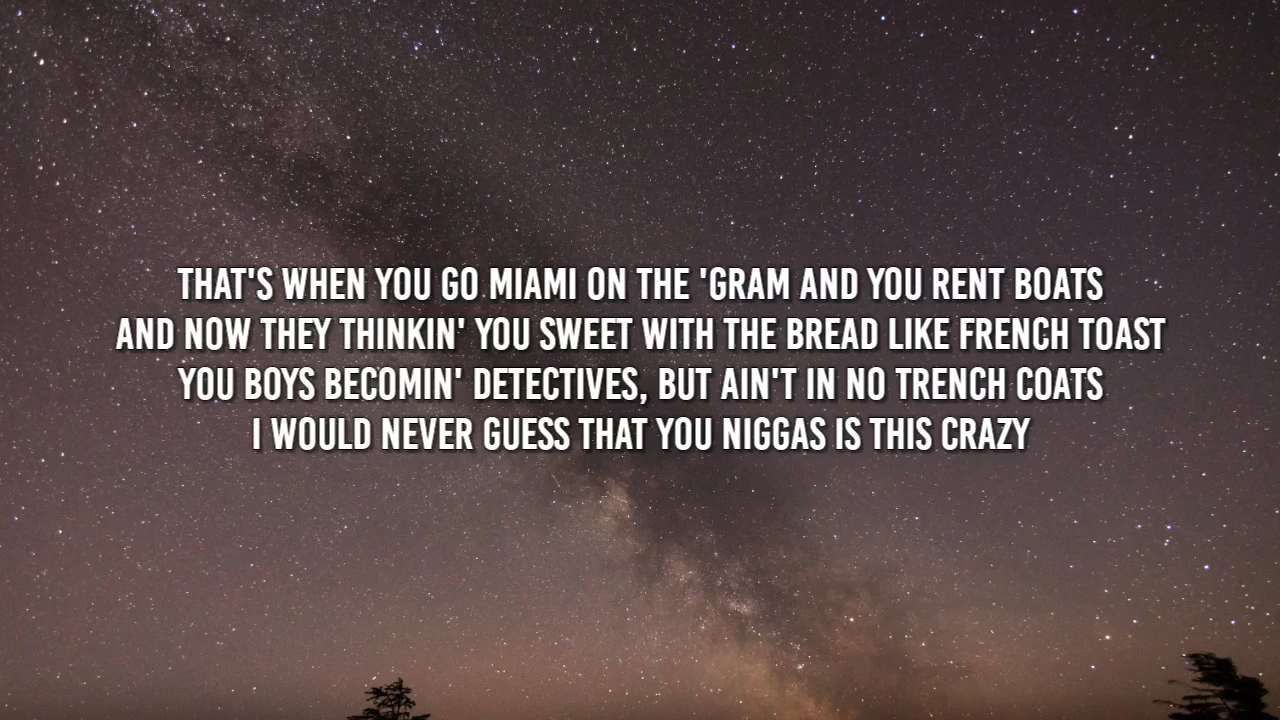 THAT'S WHEN YOU GO MIAMI ON THE 'GRAM AND YOU RENT BOATS
AND NOW THEY THINKIN' YOU SWEET WITH THE BREAD LIKE FRENCH TOAST
YOU BOYS BECOMIN' DETECTIVES, BUT AIN'T IN NO TRENCH COATS
I WOULD NEVER GUESS THAT YOU NIGGAS IS THIS CRAZY